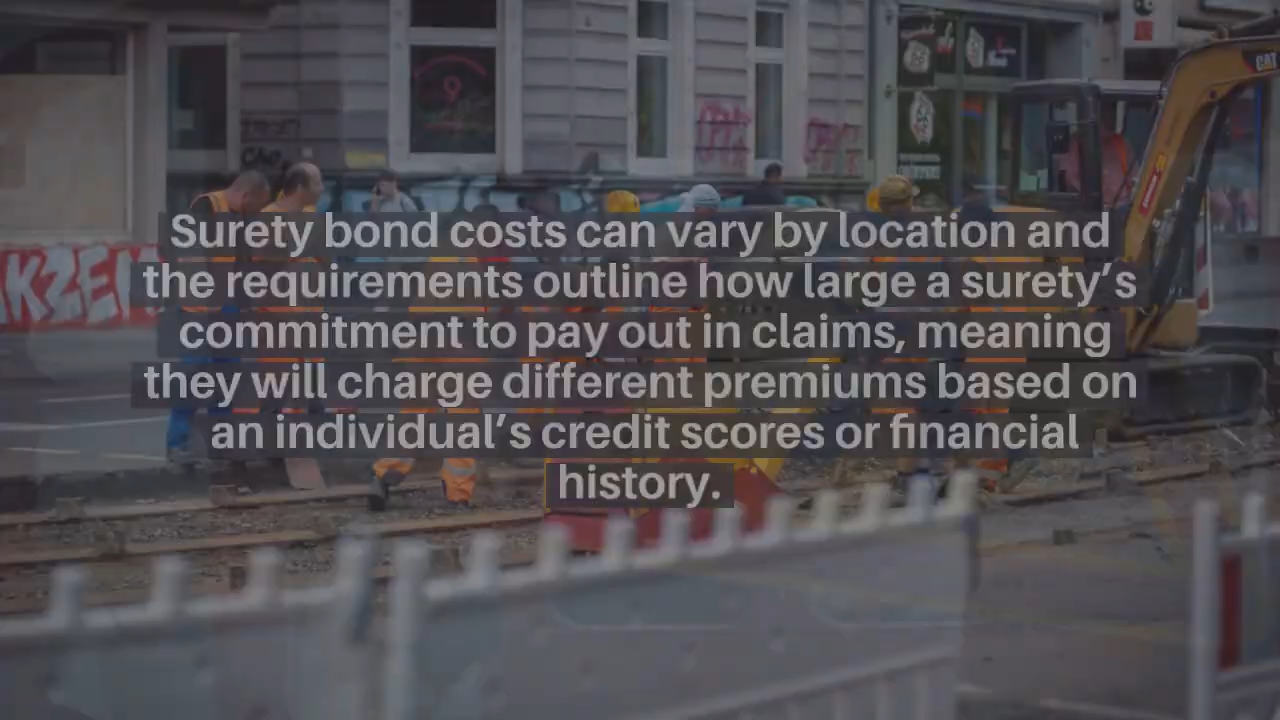 Surety bond costs can vary by location and
the requirements outline how large a surety’s
commitment to pay out in claims, meaning
they will charge different premiums based on
an individual’s credit scores or financial
history.
CAT